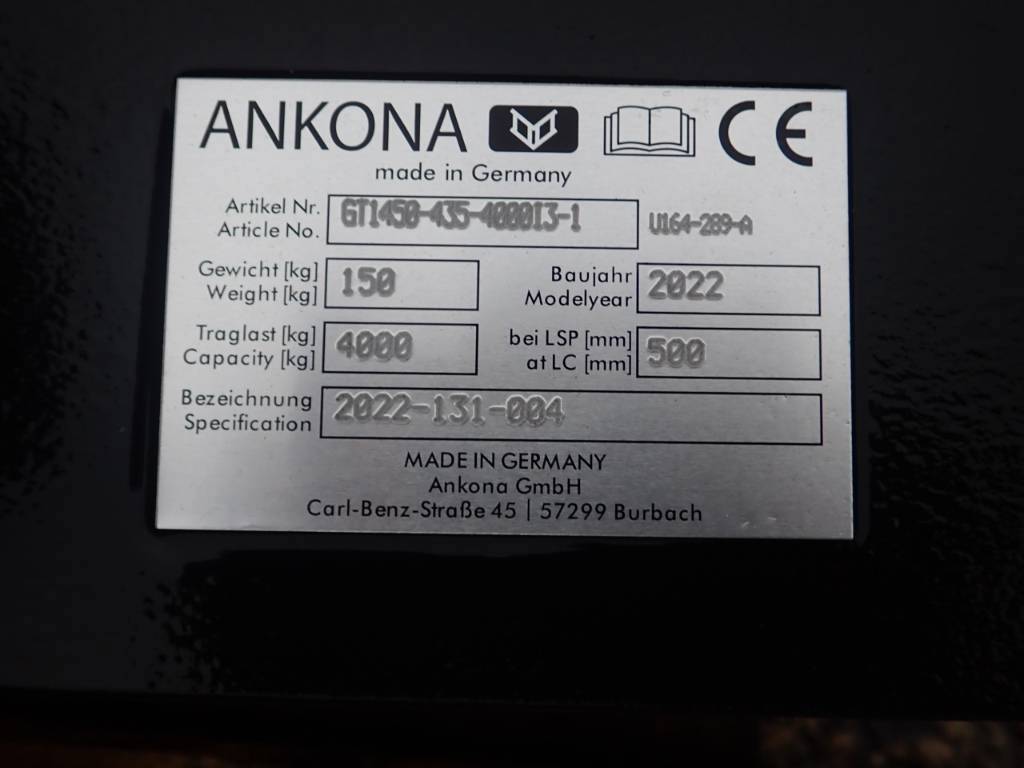 ANKONA CE
made in Germany
Artikel Nr.
Article No.
GT1450-435-4000I3-1
U164-289-A
Gewicht [kg]
Weight [kg]
150
Baujahr
Modelyear
2022
Traglast [kg]
Capacity [kg]
4000
bei LSP [mm]
at LC [mm]
500
Bezeichnung
Specification
2022-131-004
MADE IN GERMANY
Ankona GmbH
Carl-Benz-Straße 45 | 57299 Burbach